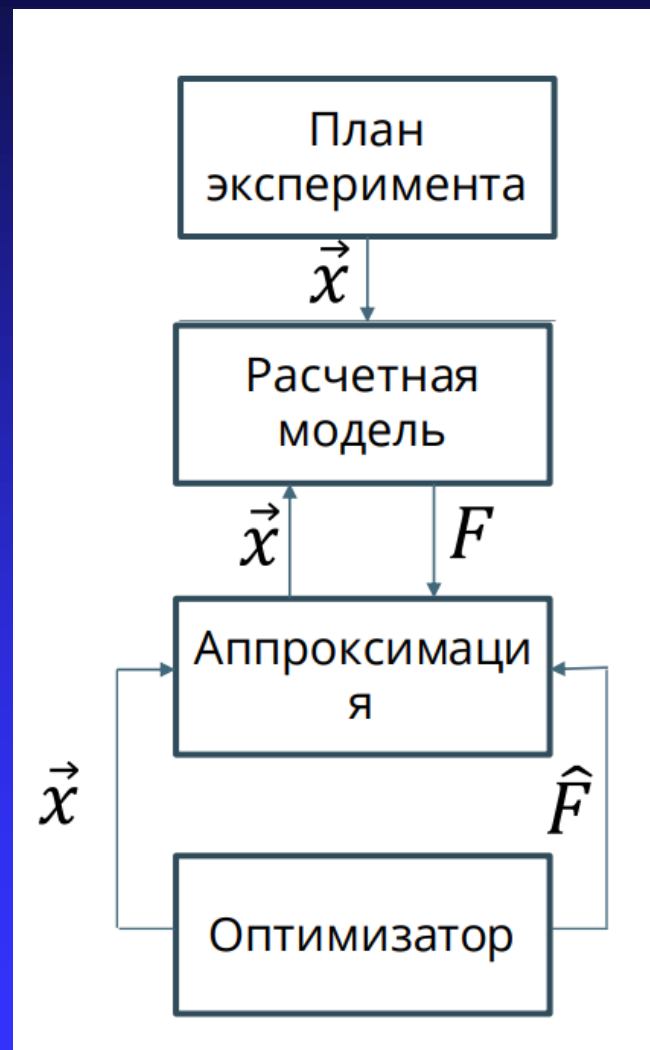 План
эксперимента
x⃗
Расчетная
модель
x⃗ F
Аппроксимаци
я
x⃗ F̂
Оптимизатор